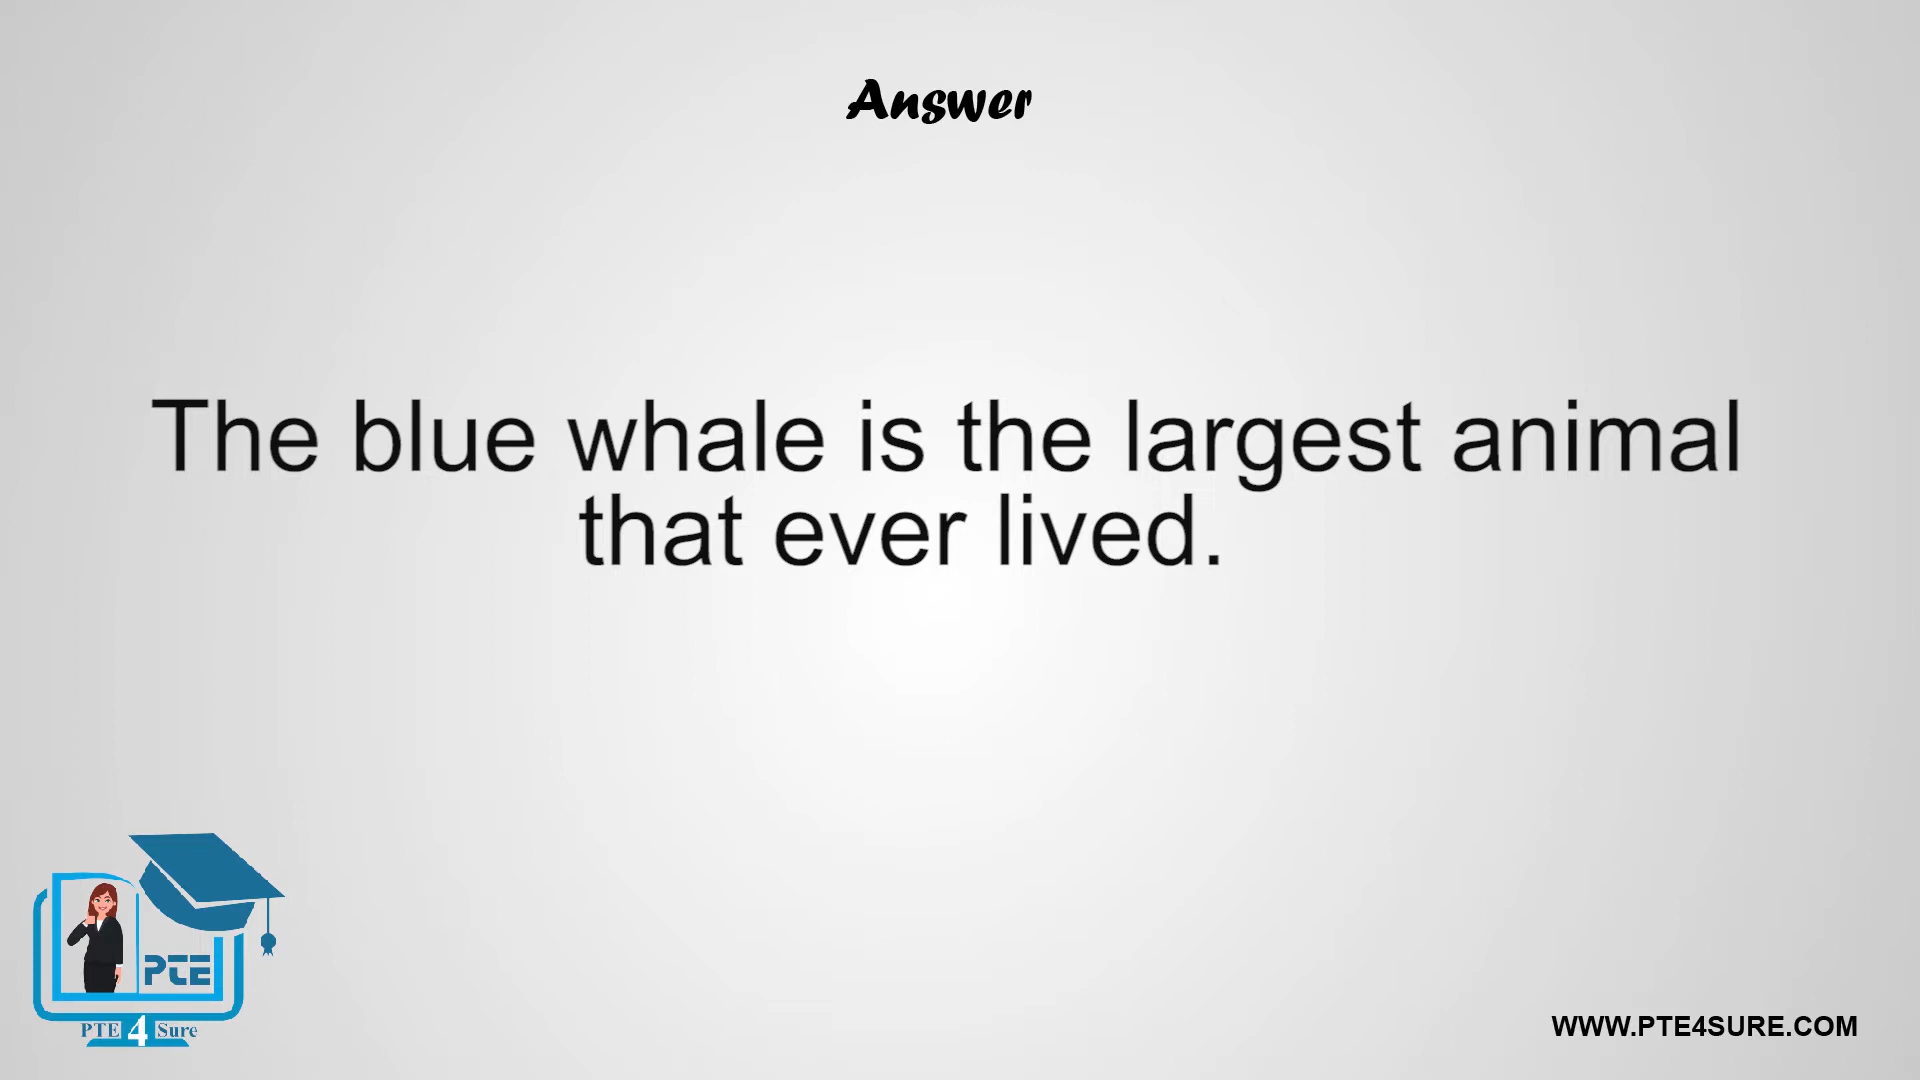 Answer
The blue whale is the largest animal
that ever lived.
PTE
PTE 4 Sure
WWW.PTE4SURE.COM